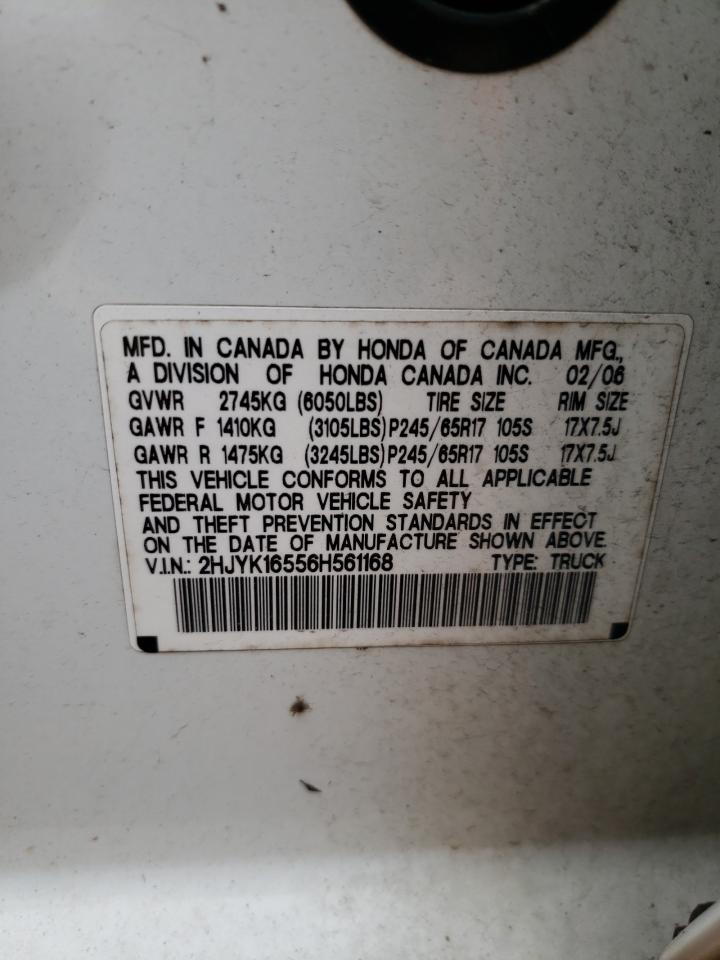 MFD. IN CANADA BY HONDA OF CANADA MFG.,
A DIVISION OF HONDA CANADA INC. 02/06
GVWR 2745KG (6050LBS) TIRE SIZE RIM SIZE
GAWR F 1410KG (3105LBS) P245/65R17 105S 17X7.5J
GAWR R 1475KG (3245LBS) P245/65R17 105S 17X7.5J
THIS VEHICLE CONFORMS TO ALL APPLICABLE
FEDERAL MOTOR VEHICLE SAFETY
AND THEFT PREVENTION STANDARDS IN EFFECT
ON THE DATE OF MANUFACTURE SHOWN ABOVE
V.I.N.: 2HJYK16556H561168 TYPE: TRUCK